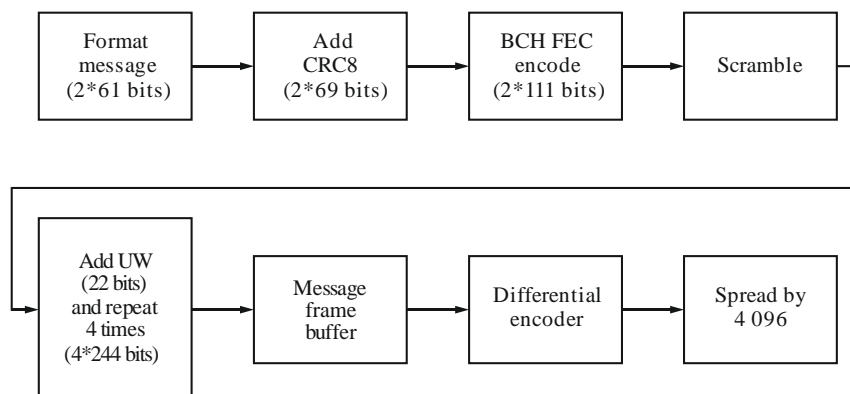 Format
message
(2*61 bits)
Add
CRC8
(2*69 bits)
BCH FEC
encode
(2*111 bits)
Scramble
Add UW
(22 bits)
and repeat
4 times
(4*244 bits)
Message
frame
buffer
Differential
encoder
Spread by
4 096